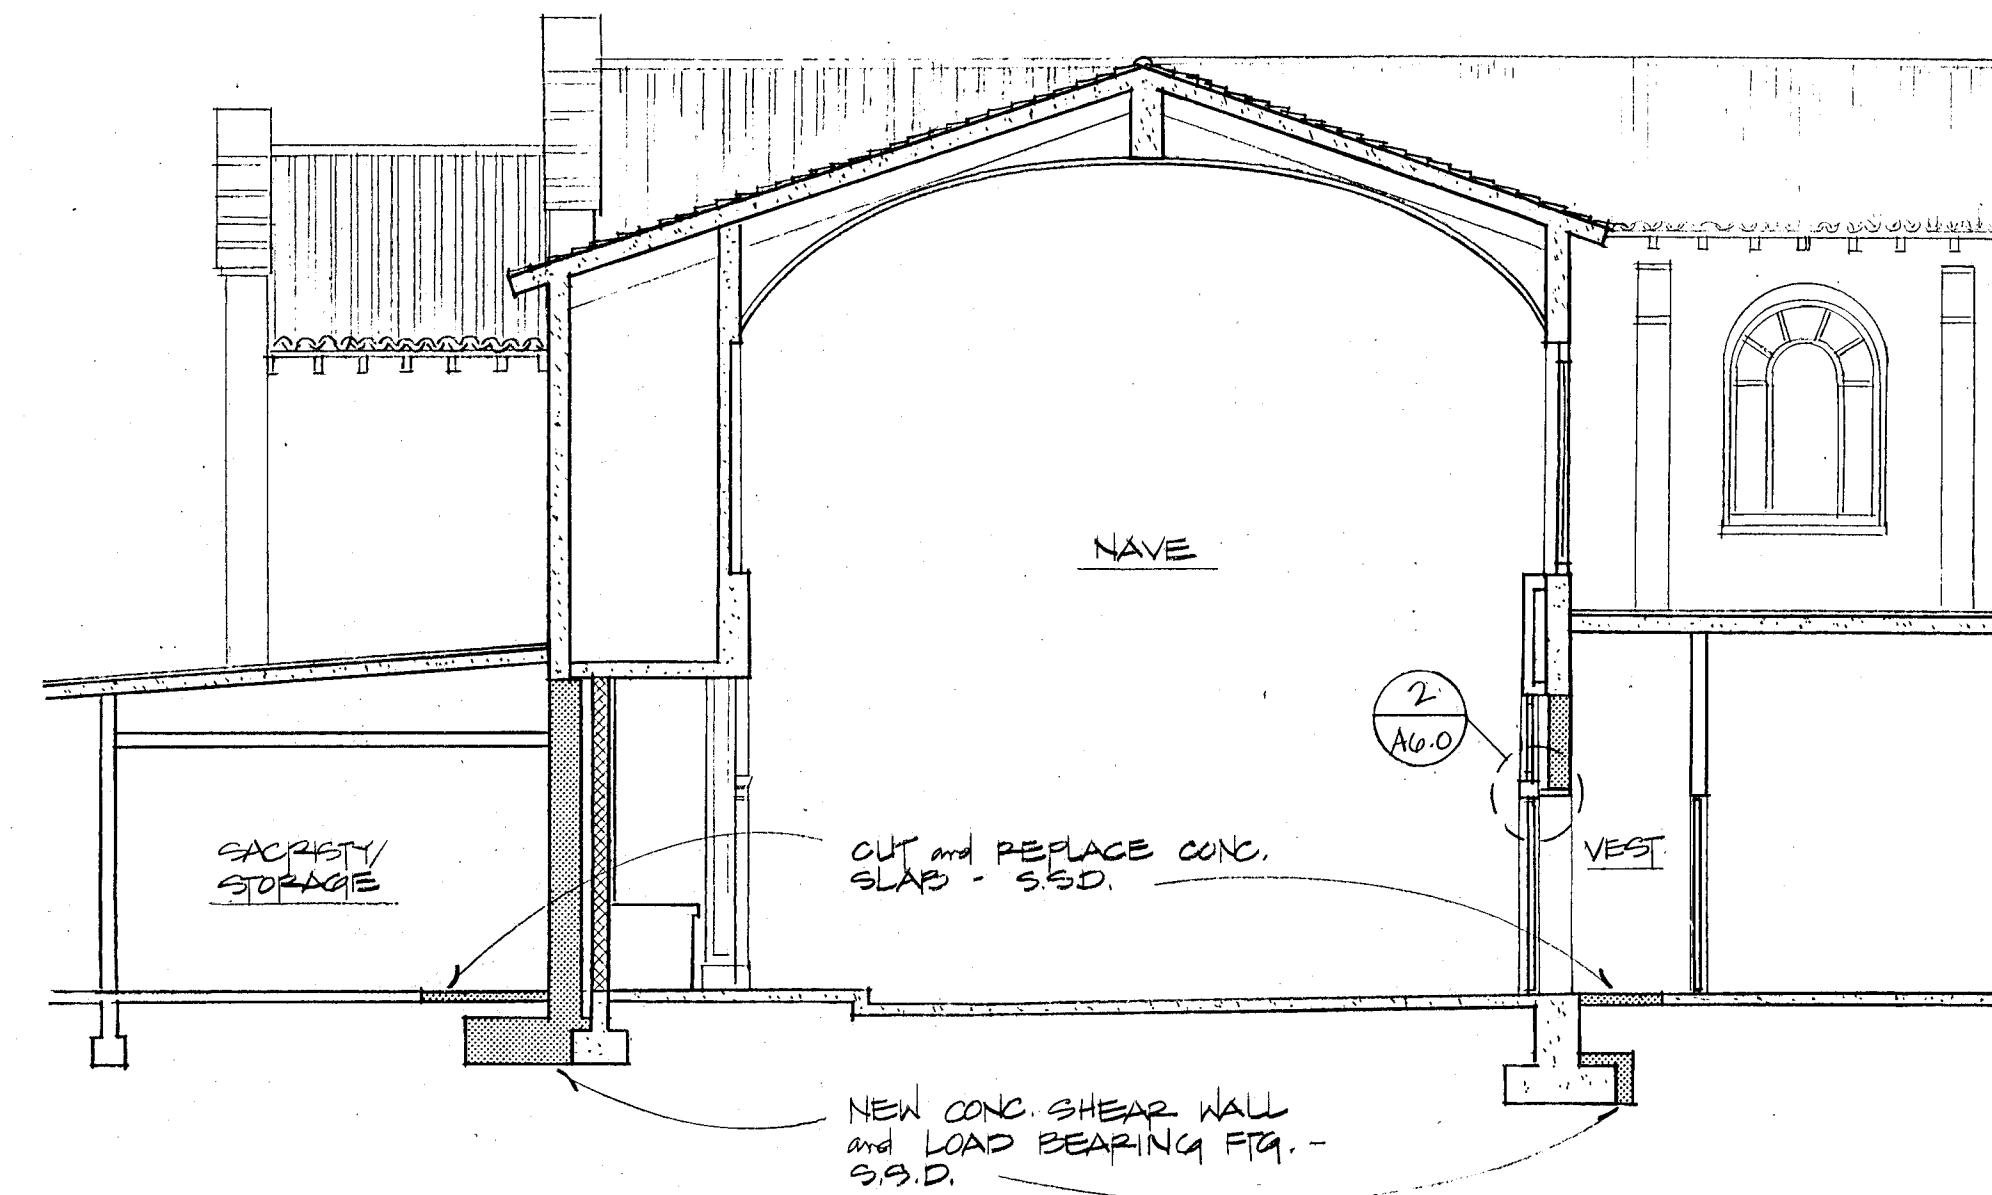 NAVE
2
A6.0
SACRISTY/
STORAGE
CUT and REPLACE CONC.
SLAB - S.S.D.
VEST.
NEW CONC. SHEAR WALL
and LOAD BEARING FTG. -
S.S.D.